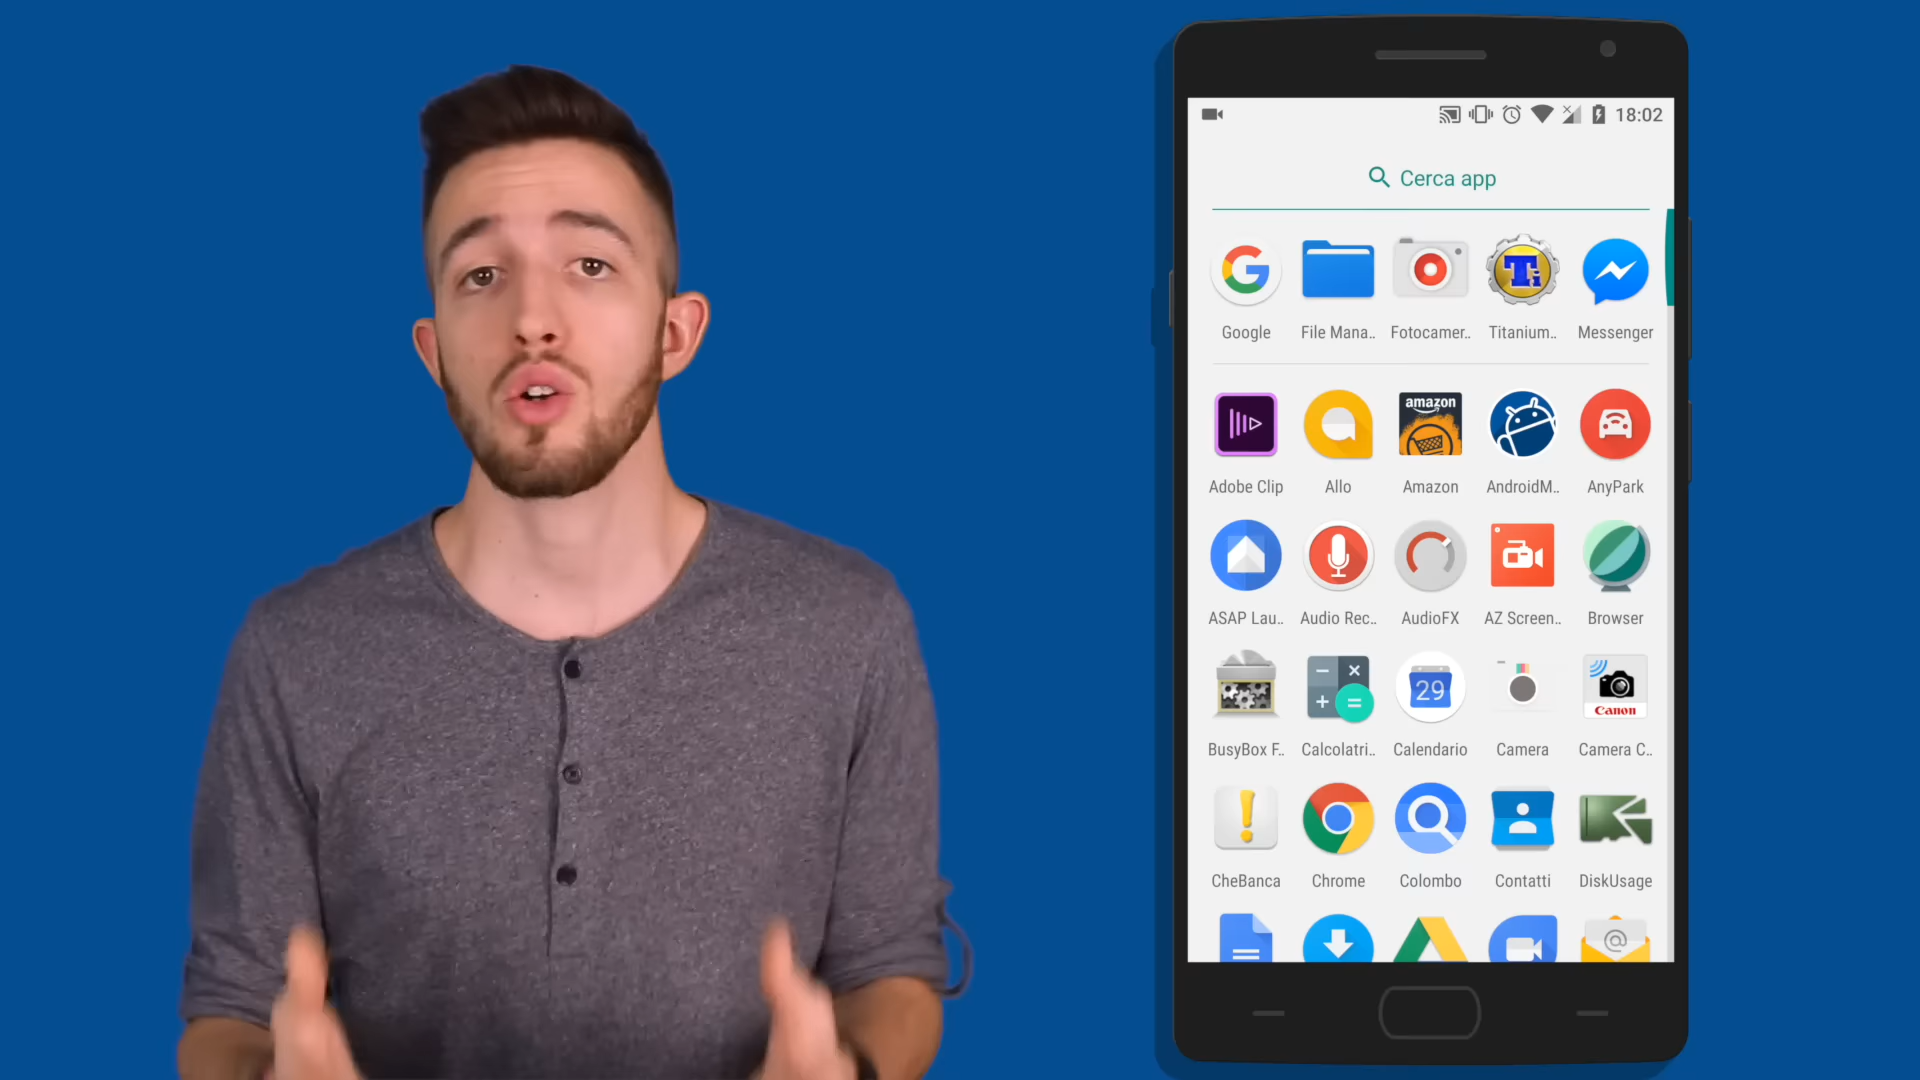 18:02
Cerca app
Google File Mana.. Fotocamer.. Titanium.. Messenger
amazon
Adobe Clip Allo Amazon AndroidM.. AnyPark
ASAP Lau.. Audio Rec.. AudioFX AZ Screen.. Browser
29
Canon
BusyBox F.. Calcolatri.. Calendario Camera Camera C..
CheBanca Chrome Colombo Contatti DiskUsage